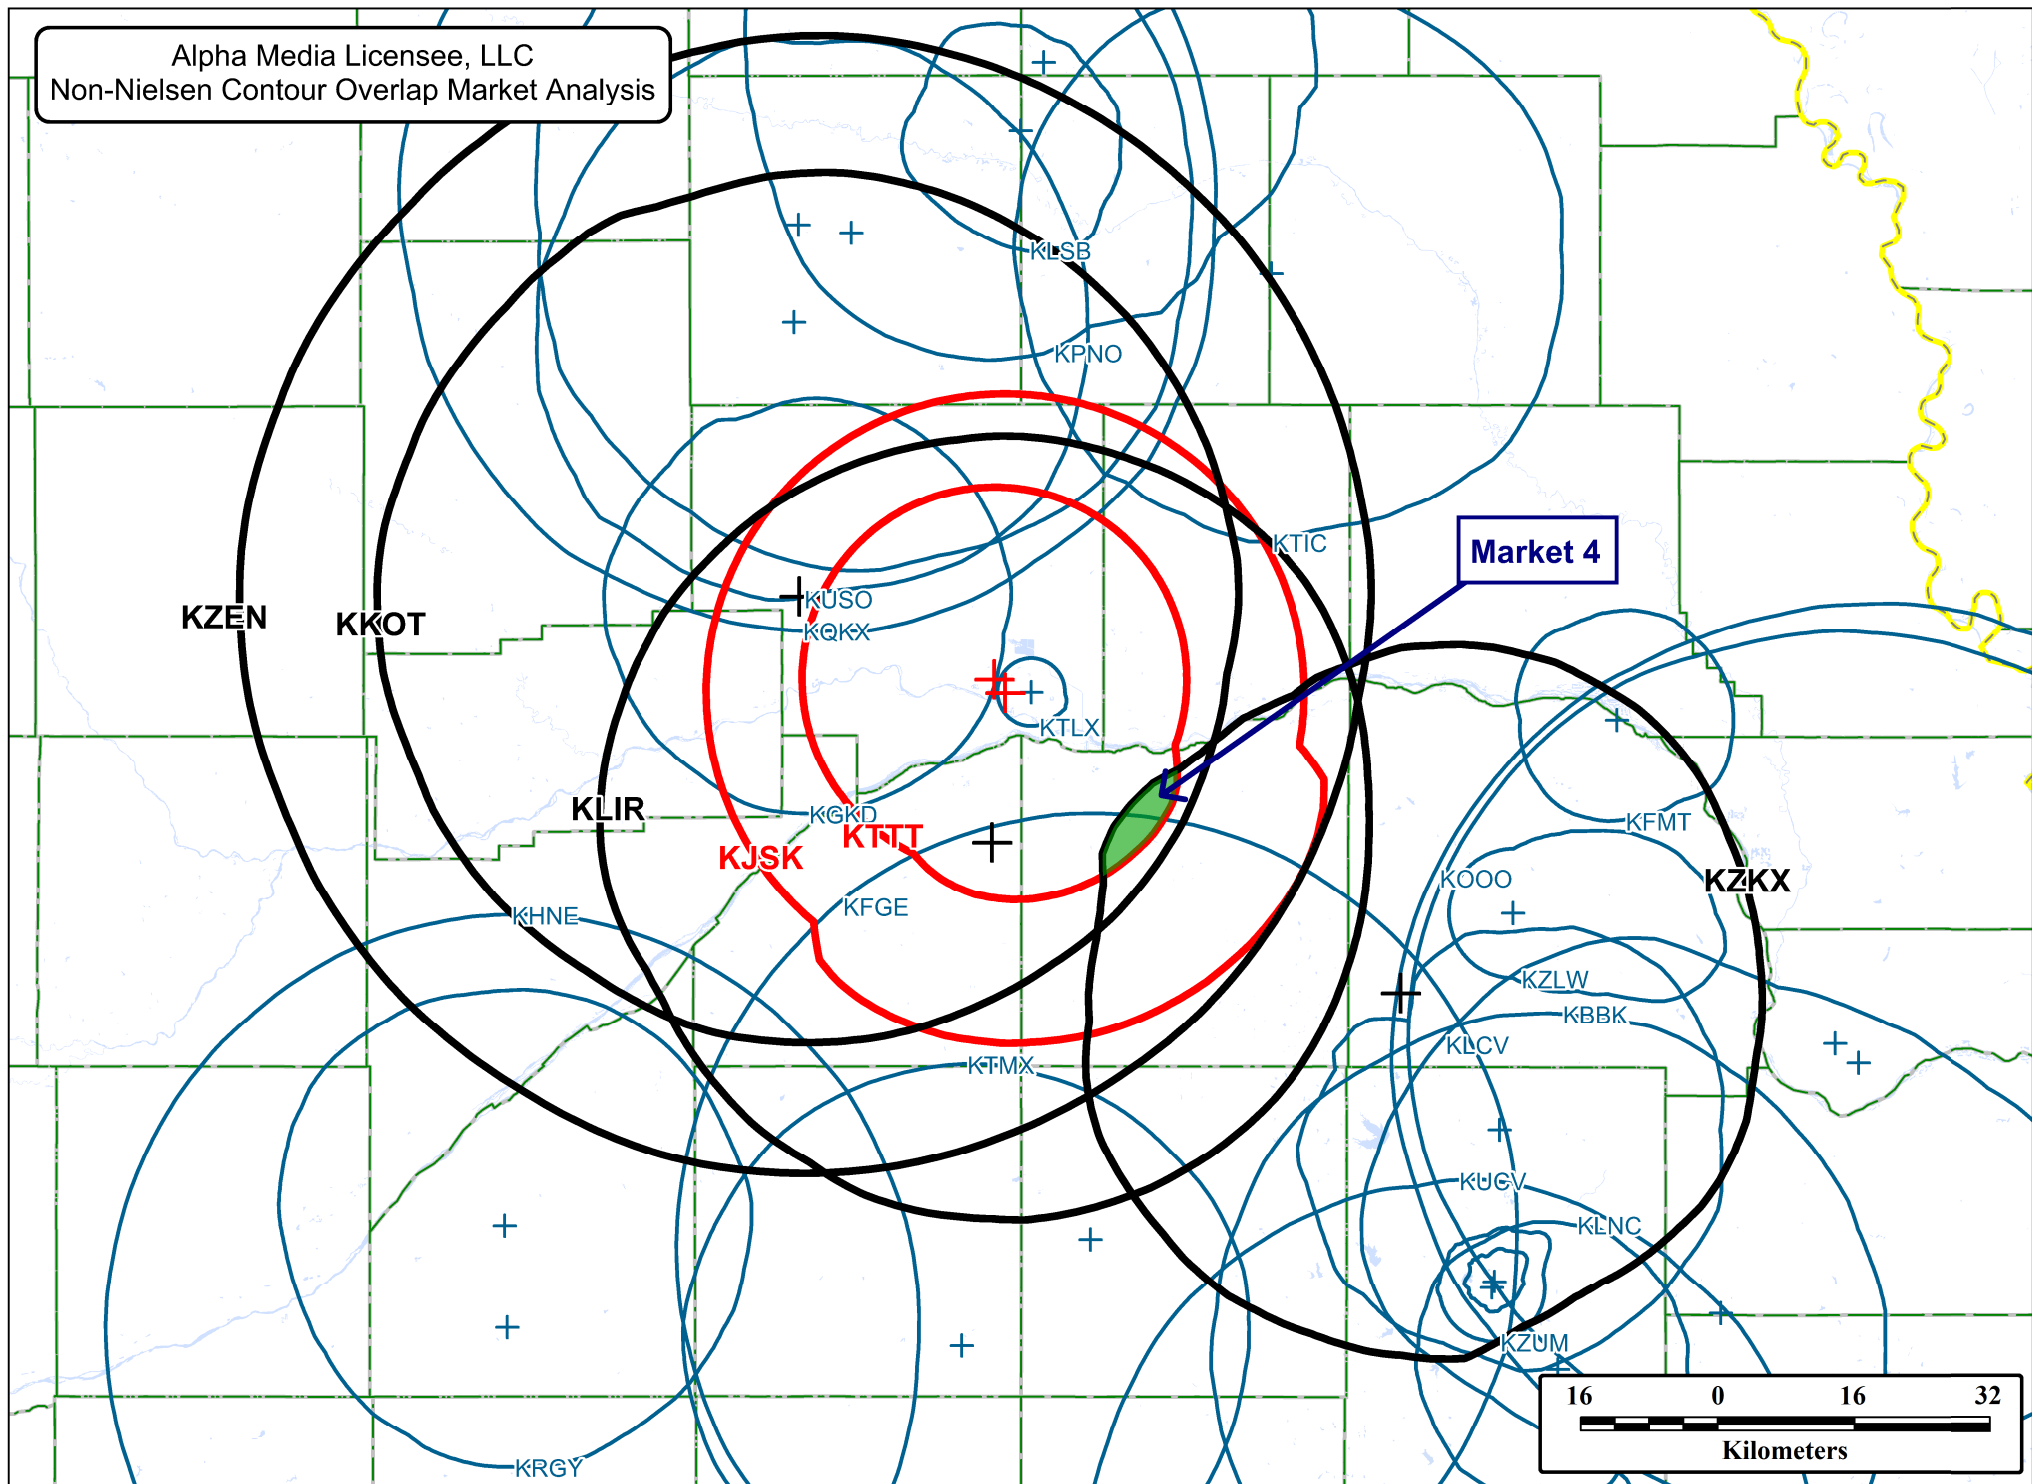 Alpha Media Licensee, LLC
Non-Nielsen Contour Overlap Market Analysis
KLSB
KPNO
KTIC
Market 4
KUSO
KQKX
KZEN
KKOT
KTLX
KLIR
KGKD
KTTT
KJSK
KFMT
KOOO
KZKX
KFGE
KHNE
KZLW
KBBK
KLCV
KTMX
KUCV
KLNC
KZUM
KRGY
16 0 16 32
Kilometers